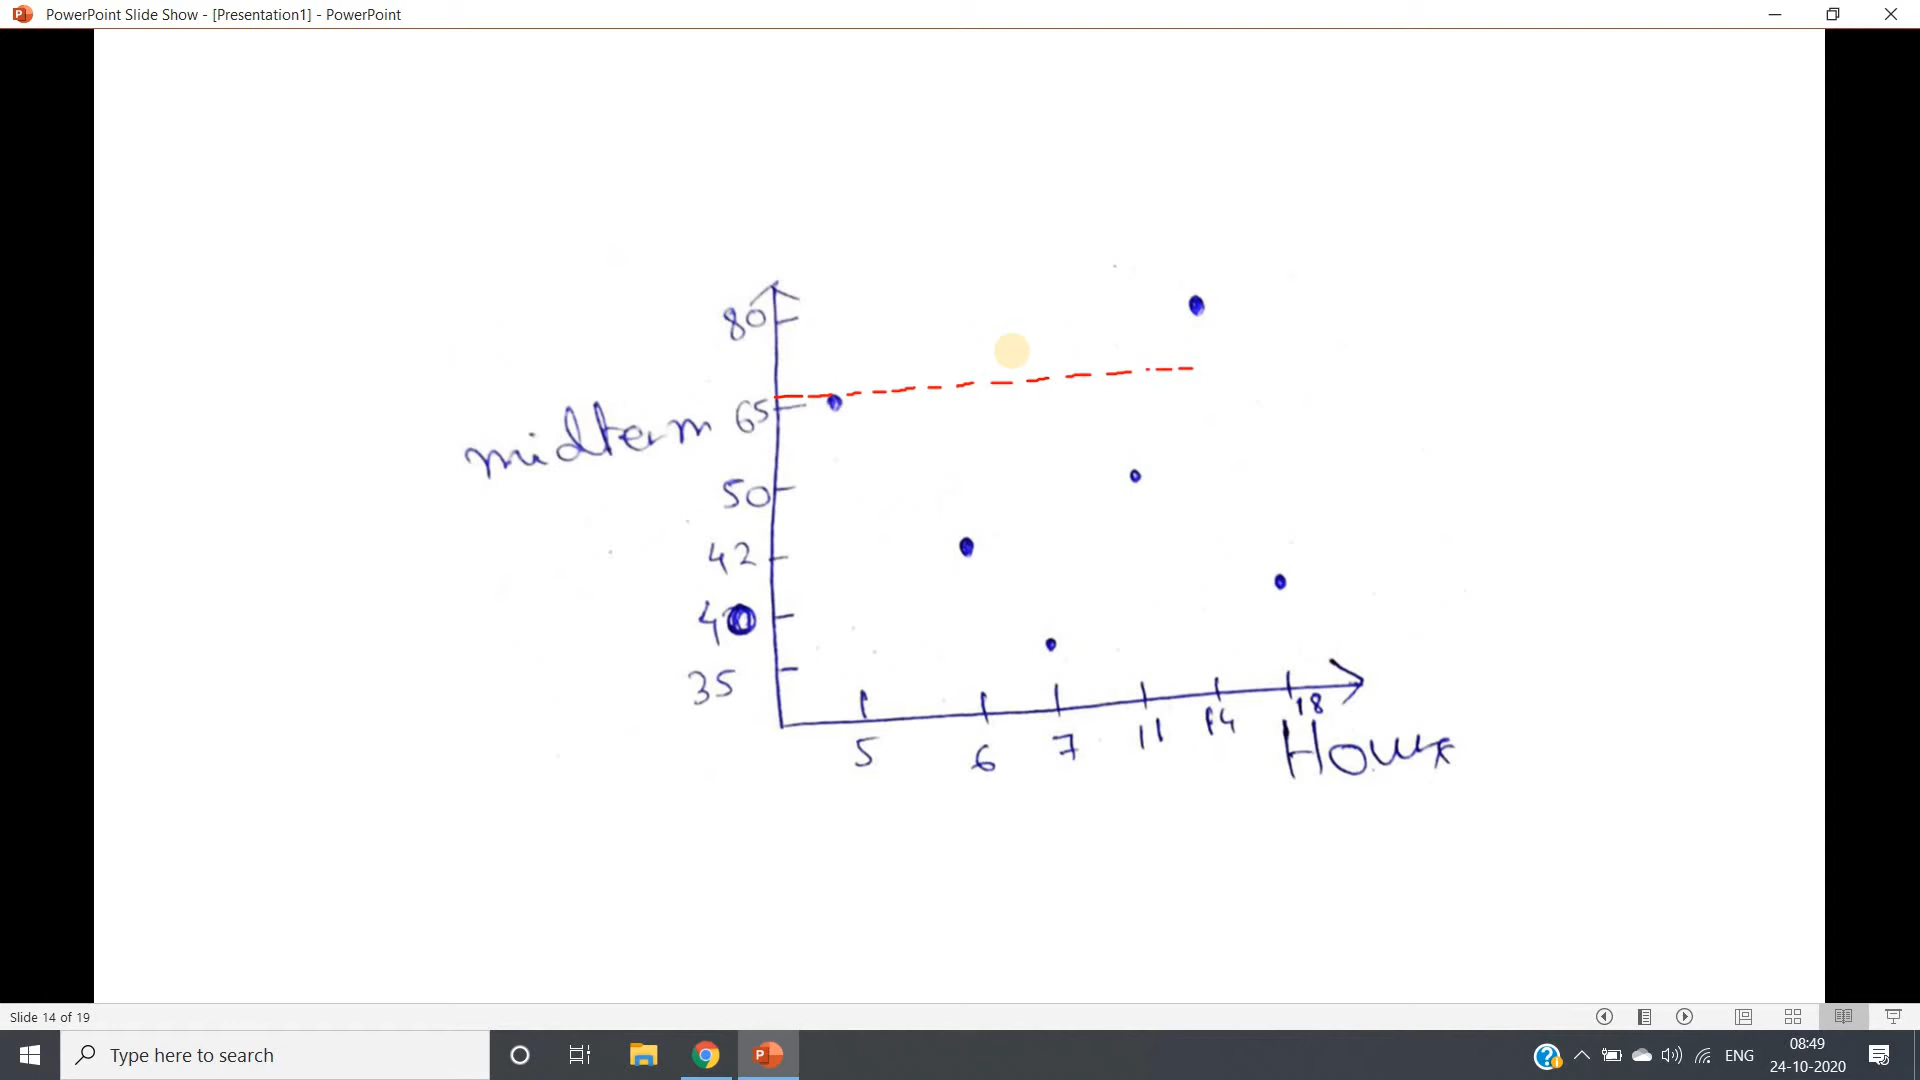 PowerPoint Slide Show - [Presentation1] - PowerPoint
80
midterm 65
50
42
40
35
5 6 7 11 14 18
Hours
Slide 14 of 19
Type here to search
ENG
08:49
24-10-2020